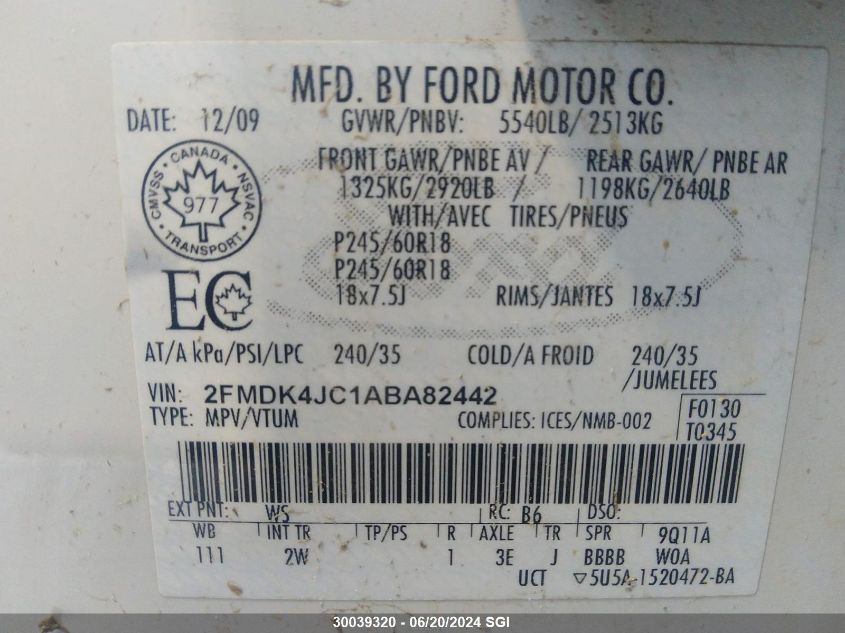 MFD. BY FORD MOTOR CO.
DATE: 12/09 GVWR/PNBV: 5540LB/ 2513KG
FRONT GAWR/PNBE AV / REAR GAWR/ PNBE AR
1325KG/2920LB / 1198KG/2640LB
WITH/AVEC TIRES/PNEUS
CANADA
CMVSS 977 NSVAC
TRANSPORT
P245/60R18
P245/60R18
EC 18x7.5J RIMS/JANTES 18x7.5J
AT/A kPa/PSI/LPC 240/35 COLD/A FROID 240/35
/JUMELEES
VIN: 2FMDK4JC1ABA82442
TYPE: MPV/VTUM COMPLIES: ICES/NMB-002 F0130
T0345
EXT PNT: WS RC: B6 DSO:
WB INT TR TP/PS R AXLE TR SPR 9Q11A
111 2W 1 3E J BBBB WOA
UCT ▽5U5A-1520472-BA
30039320 - 06/20/2024 SGI